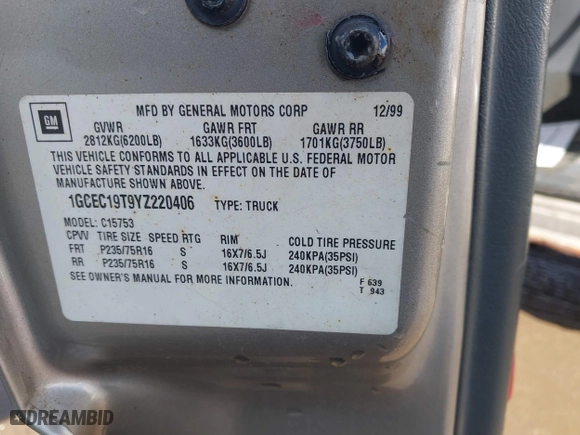 GM
MFD BY GENERAL MOTORS CORP 12/99
GVWR GAWR FRT GAWR RR
2812KG(6200LB) 1633KG(3600LB) 1701KG(3750LB)
THIS VEHICLE CONFORMS TO ALL APPLICABLE U.S. FEDERAL MOTOR
VEHICLE SAFETY STANDARDS IN EFFECT ON THE DATE OF
MANUFACTURE SHOWN ABOVE.
1GCEC19T9YZ220406 TYPE: TRUCK
MODEL: C15753
CPVV TIRE SIZE SPEED RTG RIM COLD TIRE PRESSURE
FRT P235/75R16 S 16X7/6.5J 240KPA(35PSI)
RR P235/75R16 S 16X7/6.5J 240KPA(35PSI)
SEE OWNER'S MANUAL FOR MORE INFORMATION.
F 639
T 943
DREAMBID